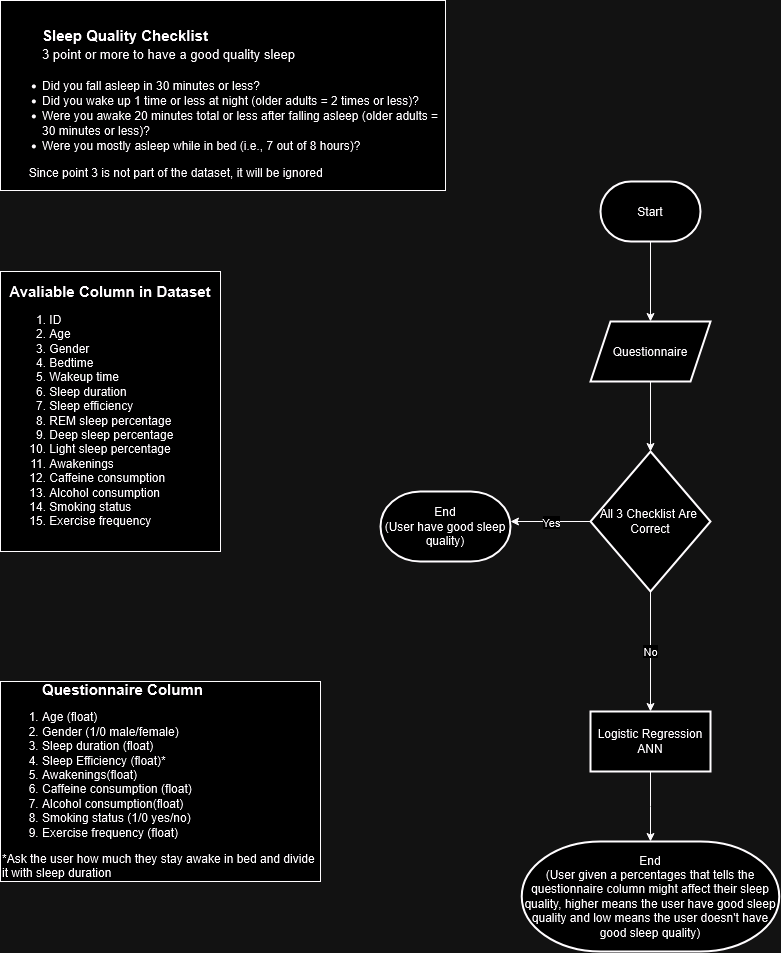 Sleep Quality Checklist
3 point or more to have a good quality sleep
• Did you fall asleep in 30 minutes or less?
• Did you wake up 1 time or less at night (older adults = 2 times or less)?
• Were you awake 20 minutes total or less after falling asleep (older adults =
30 minutes or less)?
• Were you mostly asleep while in bed (i.e., 7 out of 8 hours)?
Since point 3 is not part of the dataset, it will be ignored
Avaliable Column in Dataset
1. ID
2. Age
3. Gender
4. Bedtime
5. Wakeup time
6. Sleep duration
7. Sleep efficiency
8. REM sleep percentage
9. Deep sleep percentage
10. Light sleep percentage
11. Awakenings
12. Caffeine consumption
13. Alcohol consumption
14. Smoking status
15. Exercise frequency
Questionnaire Column
1. Age (float)
2. Gender (1/0 male/female)
3. Sleep duration (float)
4. Sleep Efficiency (float)*
5. Awakenings(float)
6. Caffeine consumption (float)
7. Alcohol consumption(float)
8. Smoking status (1/0 yes/no)
9. Exercise frequency (float)
*Ask the user how much they stay awake in bed and divide
it with sleep duration
Start
Questionnaire
All 3 Checklist Are
Correct
Yes
End
(User have good sleep
quality)
No
Logistic Regression
ANN
End
(User given a percentages that tells the
questionnaire column might affect their sleep
quality, higher means the user have good sleep
quality and low means the user doesn't have
good sleep quality)